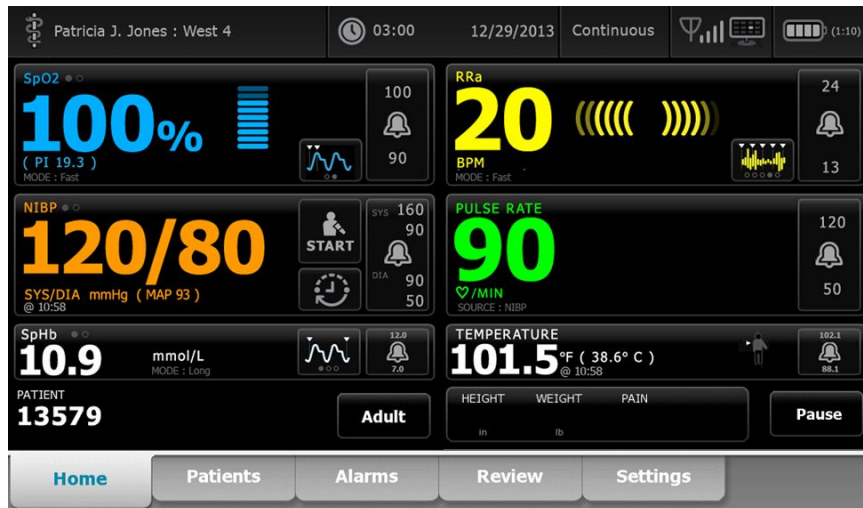 Patricia J. Jones : West 4
03:00
12/29/2013
Continuous
(1:10)
SpO2
100%
( PI 19.3 )
MODE : Fast
100
90
RRa
20
BPM
MODE : Fast
24
13
NIBP
120/80
SYS/DIA mmHg ( MAP 93 )
@ 10:58
START
SYS 160
90
DIA 90
50
PULSE RATE
90
/MIN
SOURCE : NIBP
120
50
SpHb
10.9
mmol/L
MODE : Long
12.0
7.0
TEMPERATURE
101.5 °F ( 38.6° C )
@ 10:58
102.1
88.1
PATIENT
13579
Adult
HEIGHT WEIGHT PAIN
in lb
Pause
Home Patients Alarms Review Settings